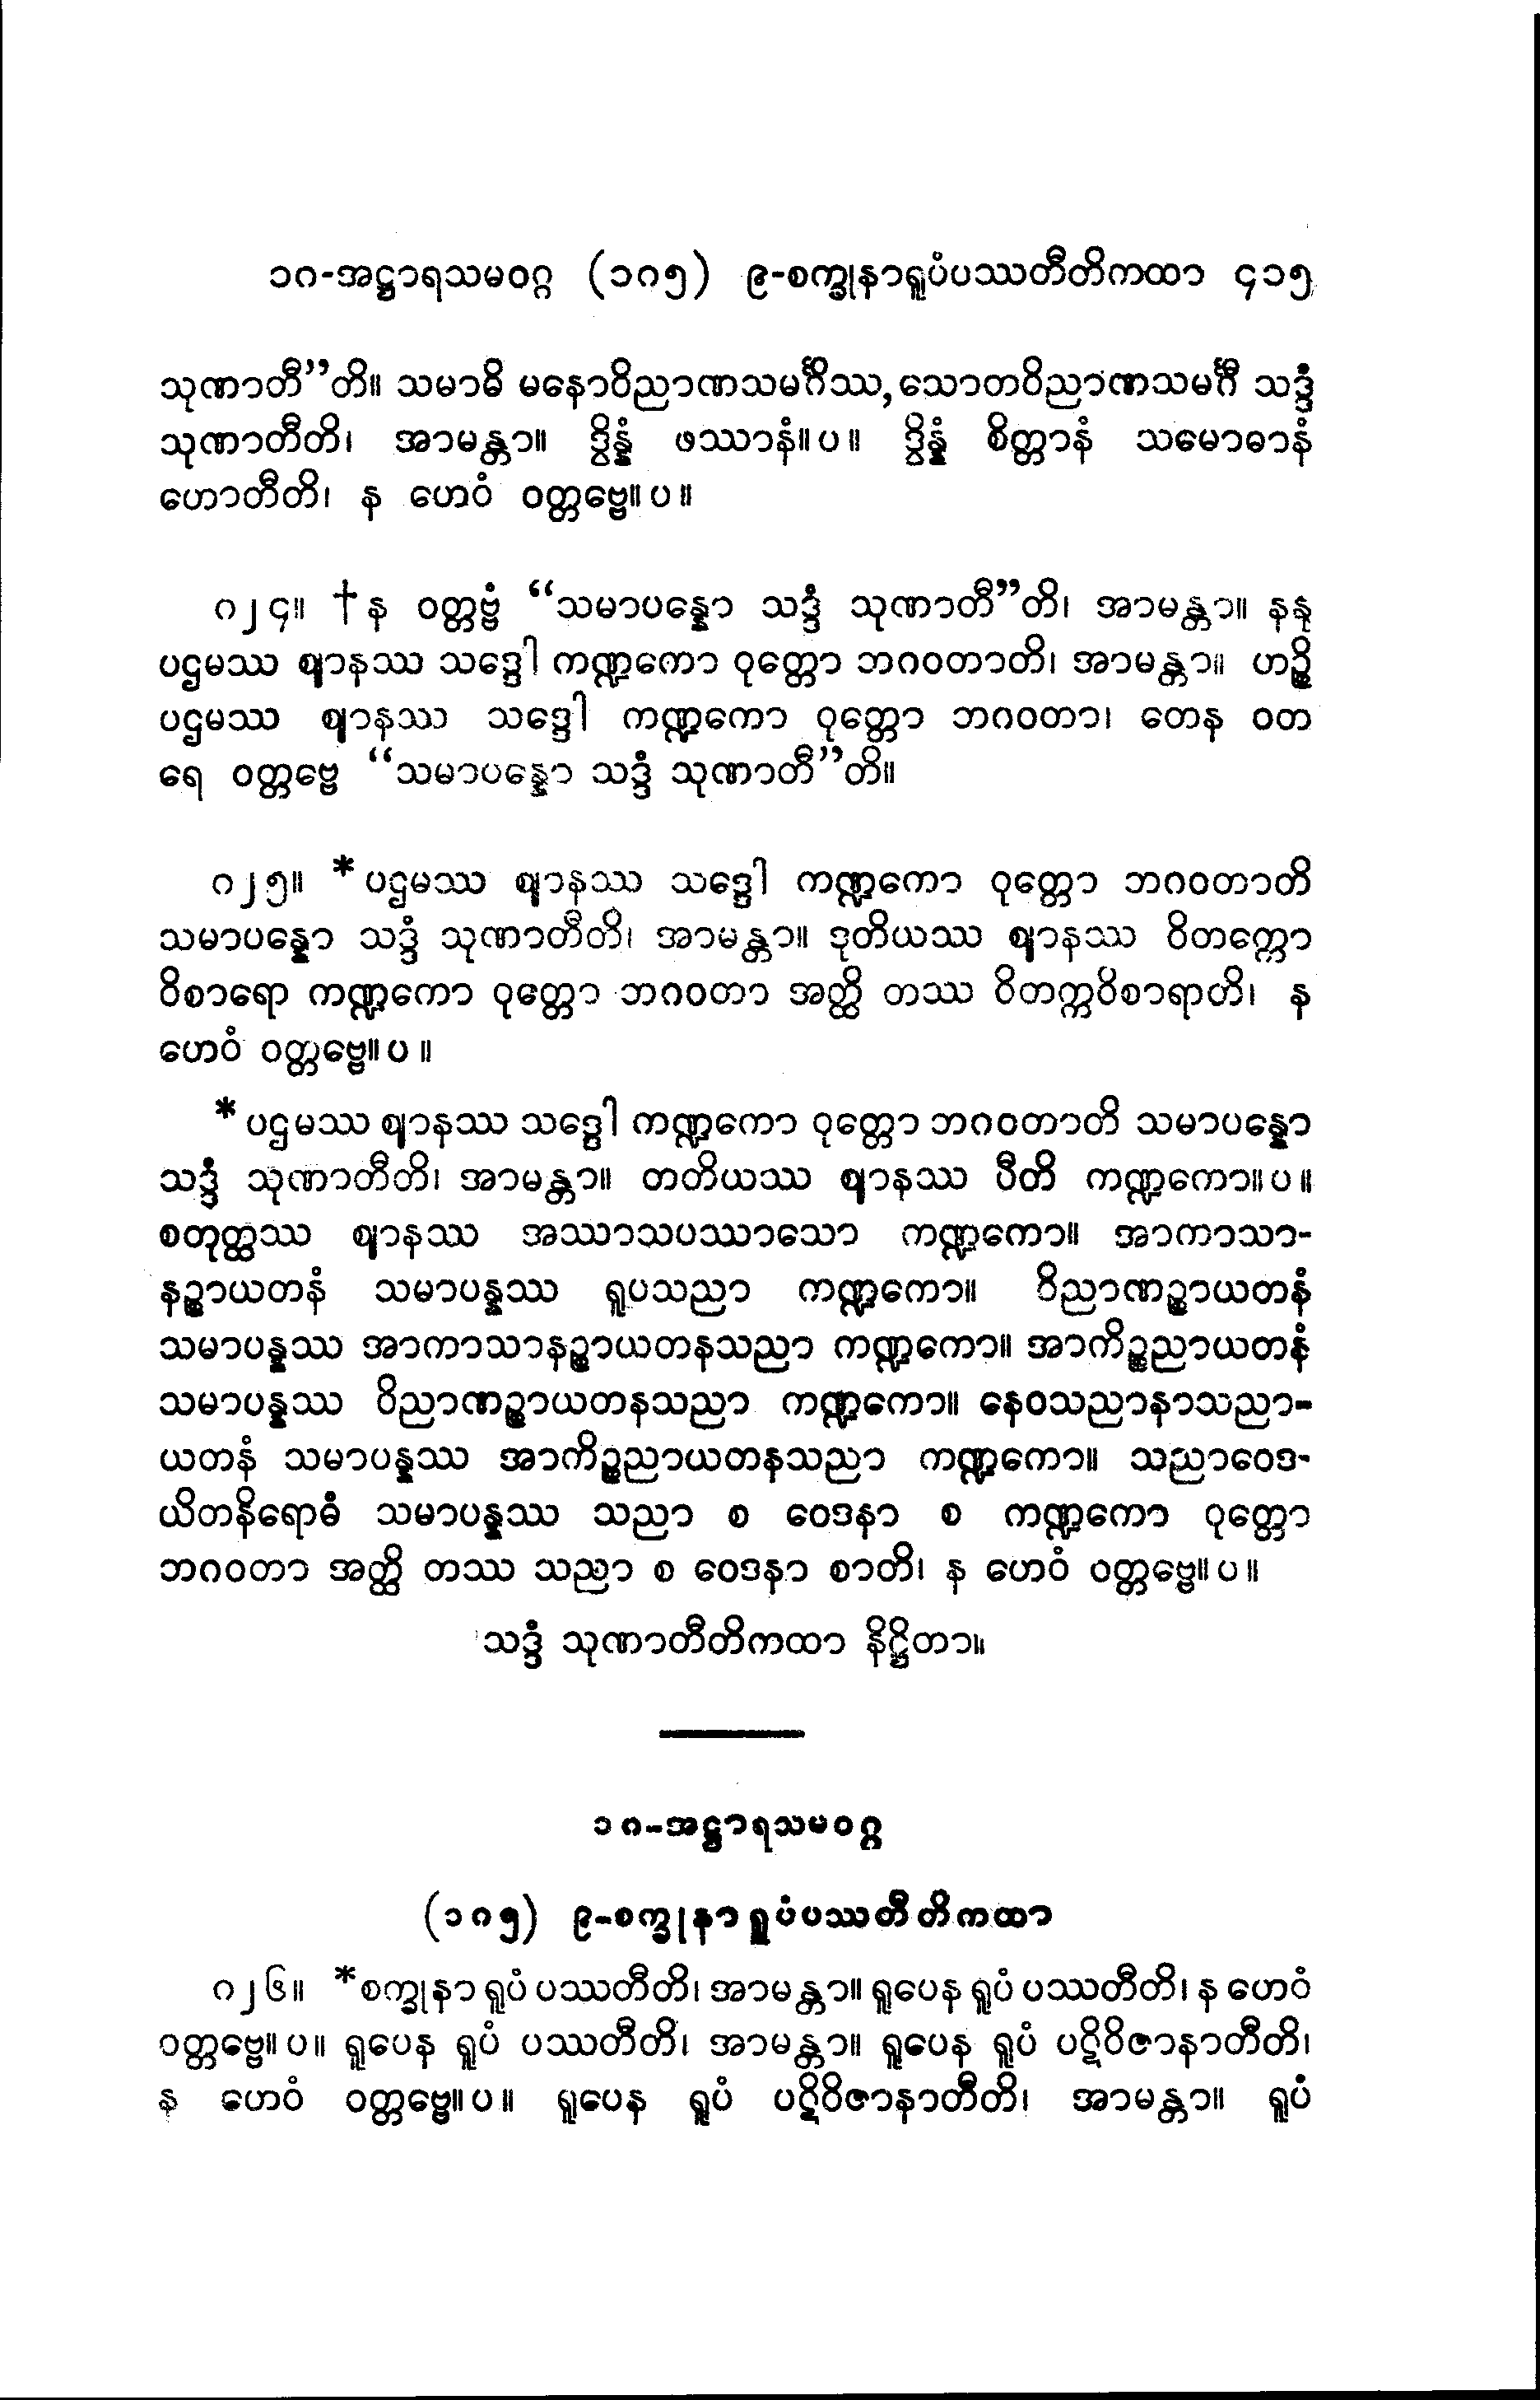 ၁၈-အဋ္ဌာရသမဝဂ္ဂ (၁၈၅) ၉-စက္ခုနာရူပံပဿတီတိကထာ ၄၁၅
သုဏာတီ”တိ။ သမာဓိ မနောဝိညာဏသမင်္ဂိဿ, သောတဝိညာဏသမင်္ဂီ သဒ္ဒံ
သုဏာတီတိ၊ အာမန္တာ။ ဒွိန္နံ ဖဿာနံ။ပ။ ဒွိန္နံ စိတ္တာနံ သမောဓာနံ
ဟောတီတိ၊ န ဟေဝံ ဝတ္တဗ္ဗေ။ပ။
၈၂၄။ †န ဝတ္တဗ္ဗံ “သမာပန္နော သဒ္ဒံ သုဏာတီ”တိ၊ အာမန္တာ။ နနု
ပဌမဿ ဈာနဿ သဒ္ဒေါ ကဏ္ဍကော ဝုတ္တော ဘဂဝတာတိ၊ အာမန္တာ။ ဟဉ္စိ
ပဌမဿ ဈာနဿ သဒ္ဒေါ ကဏ္ဍကော ဝုတ္တော ဘဂဝတာ၊ တေန ဝတ
ရေ ဝတ္တဗ္ဗေ “သမာပန္နော သဒ္ဒံ သုဏာတီ”တိ။
၈၂၅။ *ပဌမဿ ဈာနဿ သဒ္ဒေါ ကဏ္ဍကော ဝုတ္တော ဘဂဝတာတိ
သမာပန္နော သဒ္ဒံ သုဏာတီတိ၊ အာမန္တာ။ ဒုတိယဿ ဈာနဿ ဝိတက္ကော
ဝိစာရော ကဏ္ဍကော ဝုတ္တော ဘဂဝတာ အတ္ထိ တဿ ဝိတက္ကဝိစာရာတိ၊ န
ဟေဝံ ဝတ္တဗ္ဗေ။ပ။
*ပဌမဿ ဈာနဿ သဒ္ဒေါ ကဏ္ဍကော ဝုတ္တော ဘဂဝတာတိ သမာပန္နော
သဒ္ဒံ သုဏာတီတိ၊ အာမန္တာ။ တတိယဿ ဈာနဿ ပီတိ ကဏ္ဍကော။ပ။
စတုတ္ထဿ ဈာနဿ အဿာသပဿာသော ကဏ္ဍကော။ အာကာသာ-
နဉ္စာယတနံ သမာပန္နဿ ရူပသညာ ကဏ္ဍကော။ ဝိညာဏဉ္စာယတနံ
သမာပန္နဿ အာကာသာနဉ္စာယတနသညာ ကဏ္ဍကော။ အာကိဉ္စညာယတနံ
သမာပန္နဿ ဝိညာဏဉ္စာယတနသညာ ကဏ္ဍကော။ နေဝသညာနာသညာ-
ယတနံ သမာပန္နဿ အာကိဉ္စညာယတနသညာ ကဏ္ဍကော။ သညာဝေဒ-
ယိတနိရောဓံ သမာပန္နဿ သညာ စ ဝေဒနာ စ ကဏ္ဍကော ဝုတ္တော
ဘဂဝတာ အတ္ထိ တဿ သညာ စ ဝေဒနာ စာတိ၊ န ဟေဝံ ဝတ္တဗ္ဗေ။ပ။
သဒ္ဒံ သုဏာတီတိကထာ နိဋ္ဌိတာ။
၁၈-အဋ္ဌာရသမဝဂ္ဂ
(၁၈၅) ၉-စက္ခုနာရူပံပဿတီတိကထာ
၈၂၆။ *စက္ခုနာ ရူပံ ပဿတီတိ၊ အာမန္တာ။ ရူပေန ရူပံ ပဿတီတိ၊ န ဟေဝံ
ဝတ္တဗ္ဗေ။ပ။ ရူပေန ရူပံ ပဿတီတိ၊ အာမန္တာ။ ရူပေန ရူပံ ပဋိဝိဇာနာတီတိ၊
န ဟေဝံ ဝတ္တဗ္ဗေ။ပ။ ရူပေန ရူပံ ပဋိဝိဇာနာတီတိ၊ အာမန္တာ။ ရူပံ